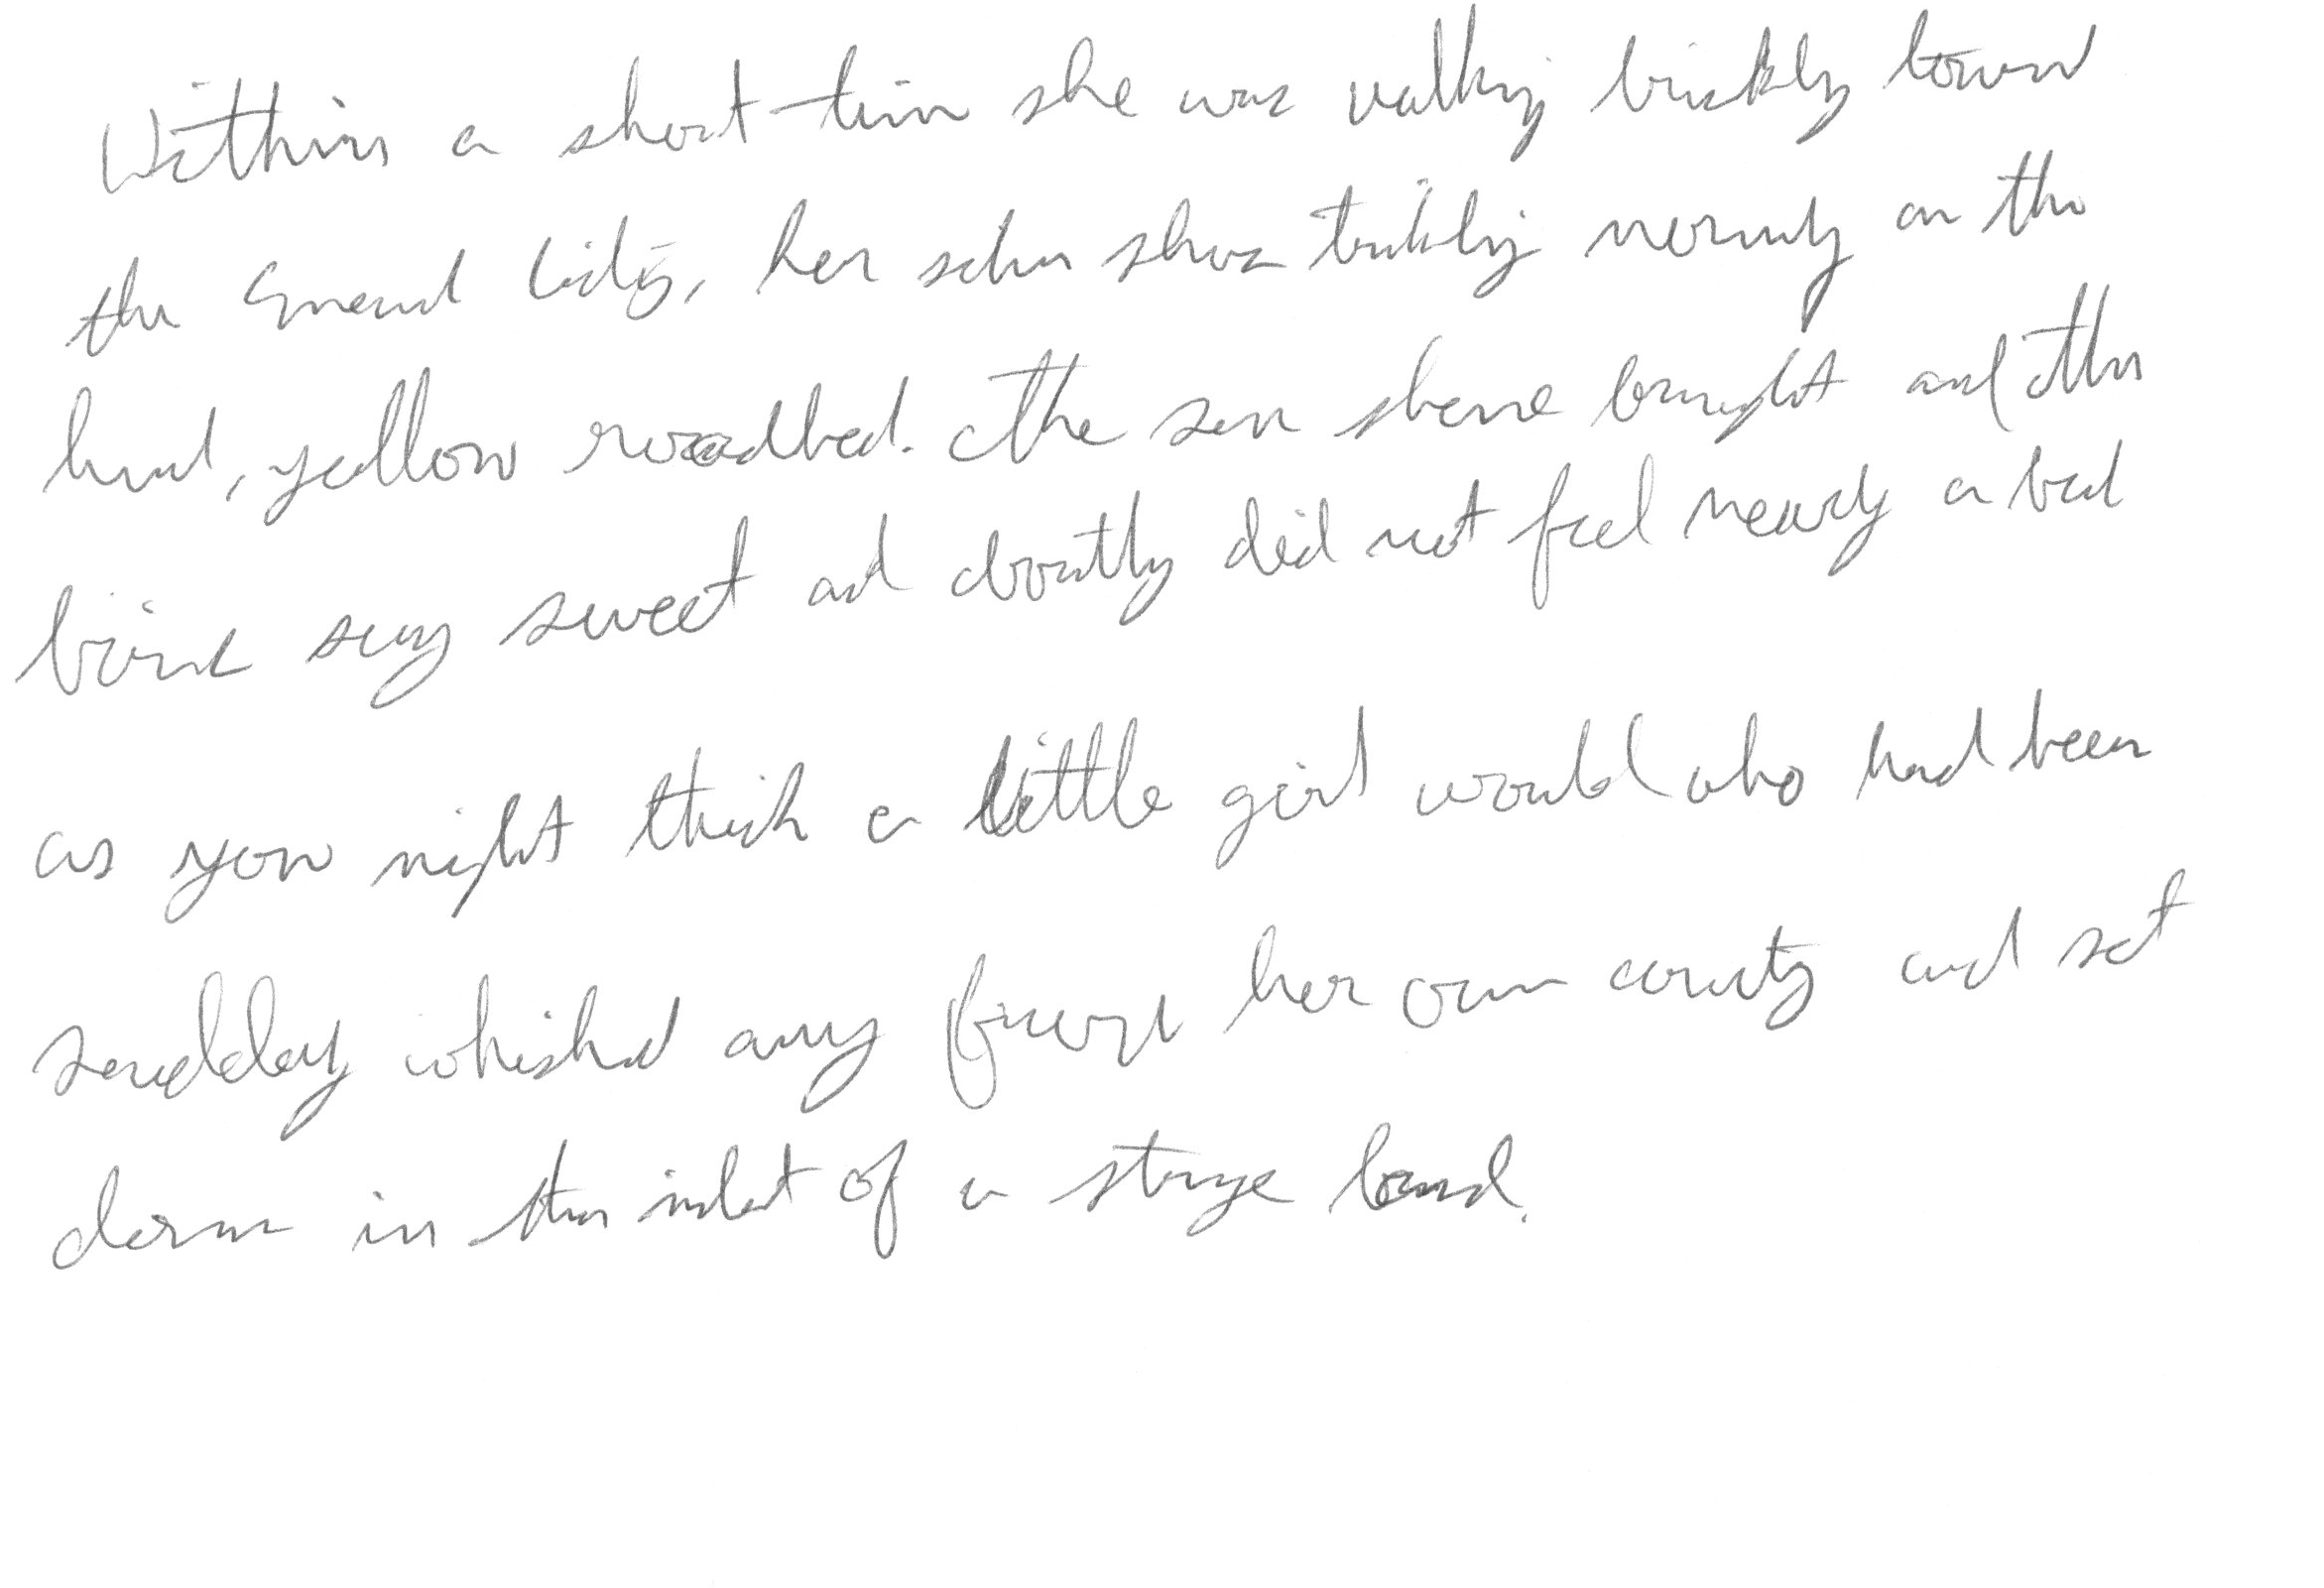 Within a short time she was walking briskly toward
the Emerald City, her silver shoes tinkling merrily on the
hard, yellow roadbed. The sun shone bright and the
birds sang sweet and Dorothy did not feel nearly as bad
as you might think a little girl would who had been
suddenly whisked away from her own country and set
down in the midst of a strange land.